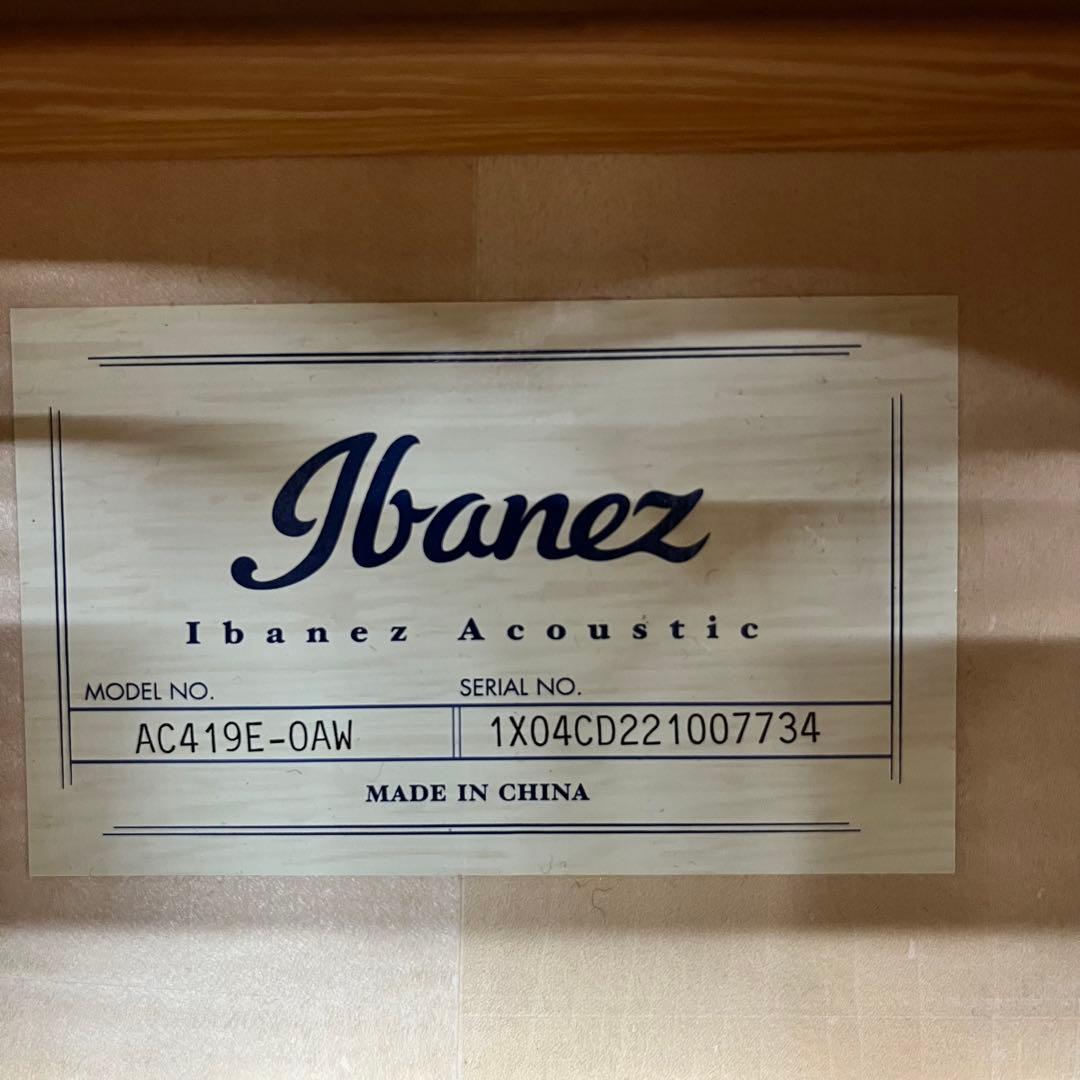 Ibanez
Ibanez Acoustic
MODEL NO. SERIAL NO.
AC419E-OAW 1X04CD221007734
MADE IN CHINA